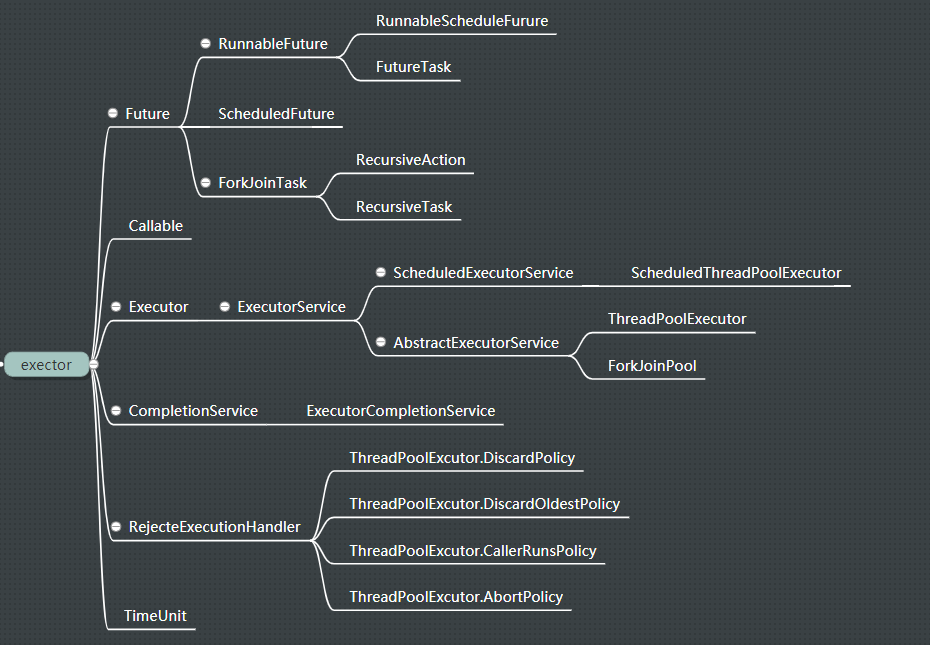 RunnableScheduleFurure
RunnableFuture
FutureTask
Future
ScheduledFuture
RecursiveAction
ForkJoinTask
RecursiveTask
Callable
ScheduledExecutorService
ScheduledThreadPoolExecutor
Executor
ExecutorService
ThreadPoolExecutor
AbstractExecutorService
ForkJoinPool
exector
CompletionService
ExecutorCompletionService
ThreadPoolExcutor.DiscardPolicy
ThreadPoolExcutor.DiscardOldestPolicy
RejecteExecutionHandler
ThreadPoolExcutor.CallerRunsPolicy
ThreadPoolExcutor.AbortPolicy
TimeUnit